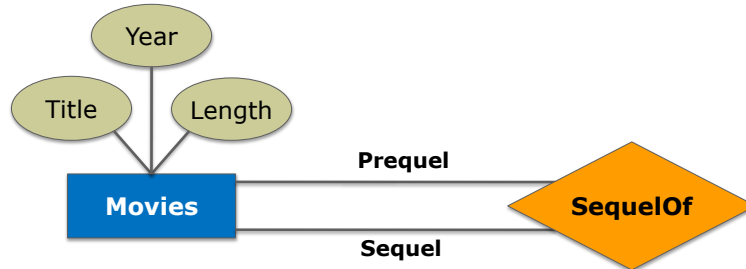 Year
Title
Length
Prequel
Movies
SequelOf
Sequel